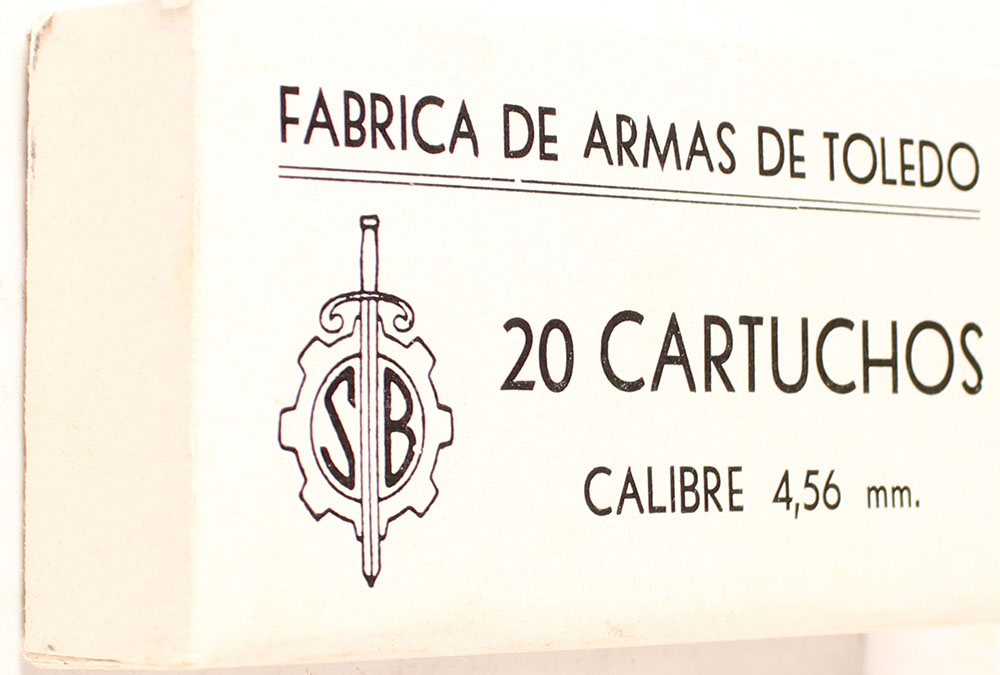 FABRICA DE ARMAS DE TOLEDO
20 CARTUCHOS
SB
CALIBRE 4,56 mm.